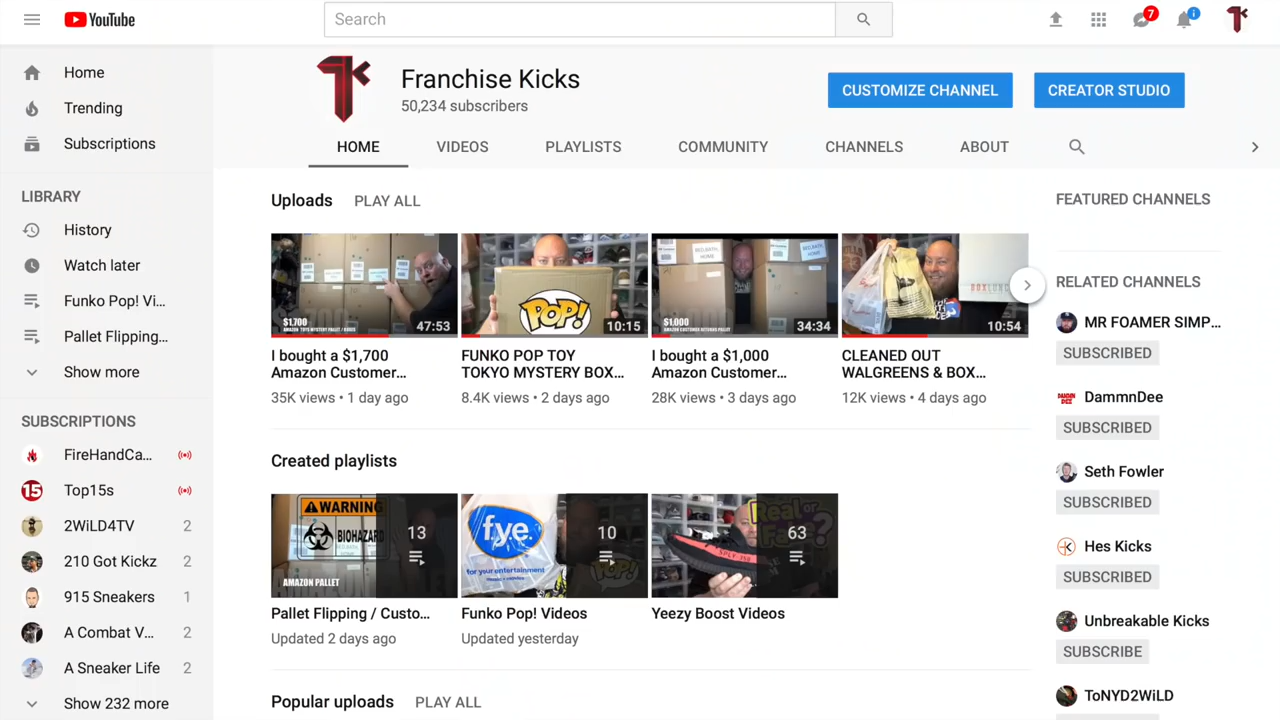 YouTube
Search
7
i
Home
Trending
Subscriptions
LIBRARY
History
Watch later
Funko Pop! Vi...
Pallet Flipping...
Show more
SUBSCRIPTIONS
FireHandCa...
Top15s
2WiLD4TV 2
210 Got Kickz 2
915 Sneakers 1
A Combat V... 2
A Sneaker Life 2
Show 232 more
Franchise Kicks
50,234 subscribers
CUSTOMIZE CHANNEL
CREATOR STUDIO
HOME VIDEOS PLAYLISTS COMMUNITY CHANNELS ABOUT
Uploads PLAY ALL
$1,700
47:53
POP!
10:15
$1,000
34:34
10:54
I bought a $1,700
Amazon Customer...
35K views • 1 day ago
FUNKO POP TOY
TOKYO MYSTERY BOX...
8.4K views • 2 days ago
I bought a $1,000
Amazon Customer...
28K views • 3 days ago
CLEANED OUT
WALGREENS & BOX...
12K views • 4 days ago
Created playlists
WARNING
BIOHAZARD
AMAZON PALLET
13
f.y.e.
for your entertainment
10
Real or
63
Pallet Flipping / Custo...
Updated 2 days ago
Funko Pop! Videos
Updated yesterday
Yeezy Boost Videos
Popular uploads PLAY ALL
FEATURED CHANNELS
RELATED CHANNELS
MR FOAMER SIMP...
SUBSCRIBED
DammnDee
SUBSCRIBED
Seth Fowler
SUBSCRIBED
Hes Kicks
SUBSCRIBED
Unbreakable Kicks
SUBSCRIBE
ToNYD2WiLD